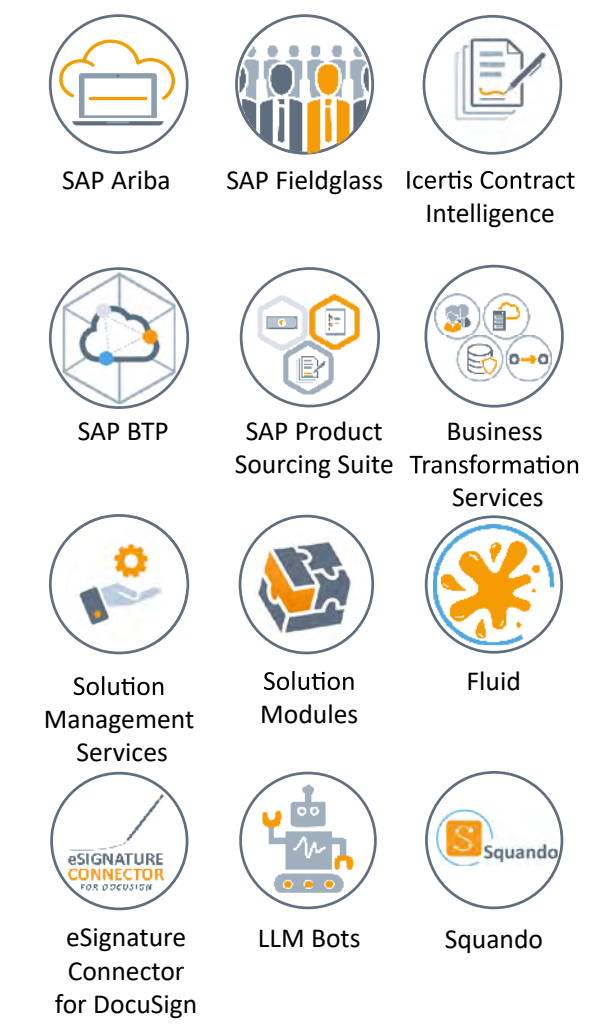 SAP Ariba
SAP Fieldglass
Icertis Contract
Intelligence
SAP BTP
SAP Product
Sourcing Suite
Business
Transformation
Services
Solution
Management
Services
Solution
Modules
Fluid
eSIGNATURE
CONNECTOR
FOR DOCUSIGN
eSignature
Connector
for DocuSign
LLM Bots
S
Squando
Squando